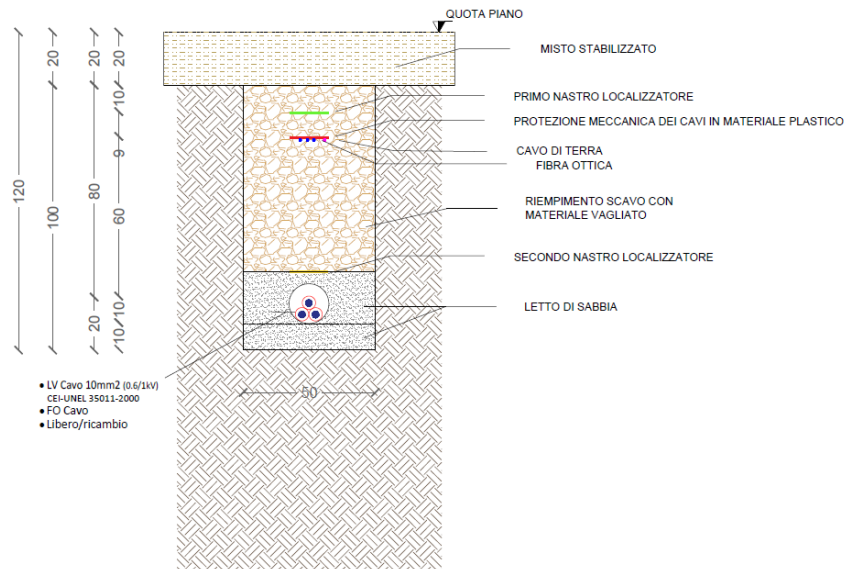 QUOTA PIANO
MISTO STABILIZZATO
PRIMO NASTRO LOCALIZZATORE
PROTEZIONE MECCANICA DEI CAVI IN MATERIALE PLASTICO
CAVO DI TERRA
FIBRA OTTICA
RIEMPIMENTO SCAVO CON
MATERIALE VAGLIATO
SECONDO NASTRO LOCALIZZATORE
LETTO DI SABBIA
120
20
100
20
80
20
20
10
9
60
10
10
10
50
• LV Cavo 10mm2 (0.6/1kV)
CEI-UNEL 35011-2000
• FO Cavo
• Libero/ricambio